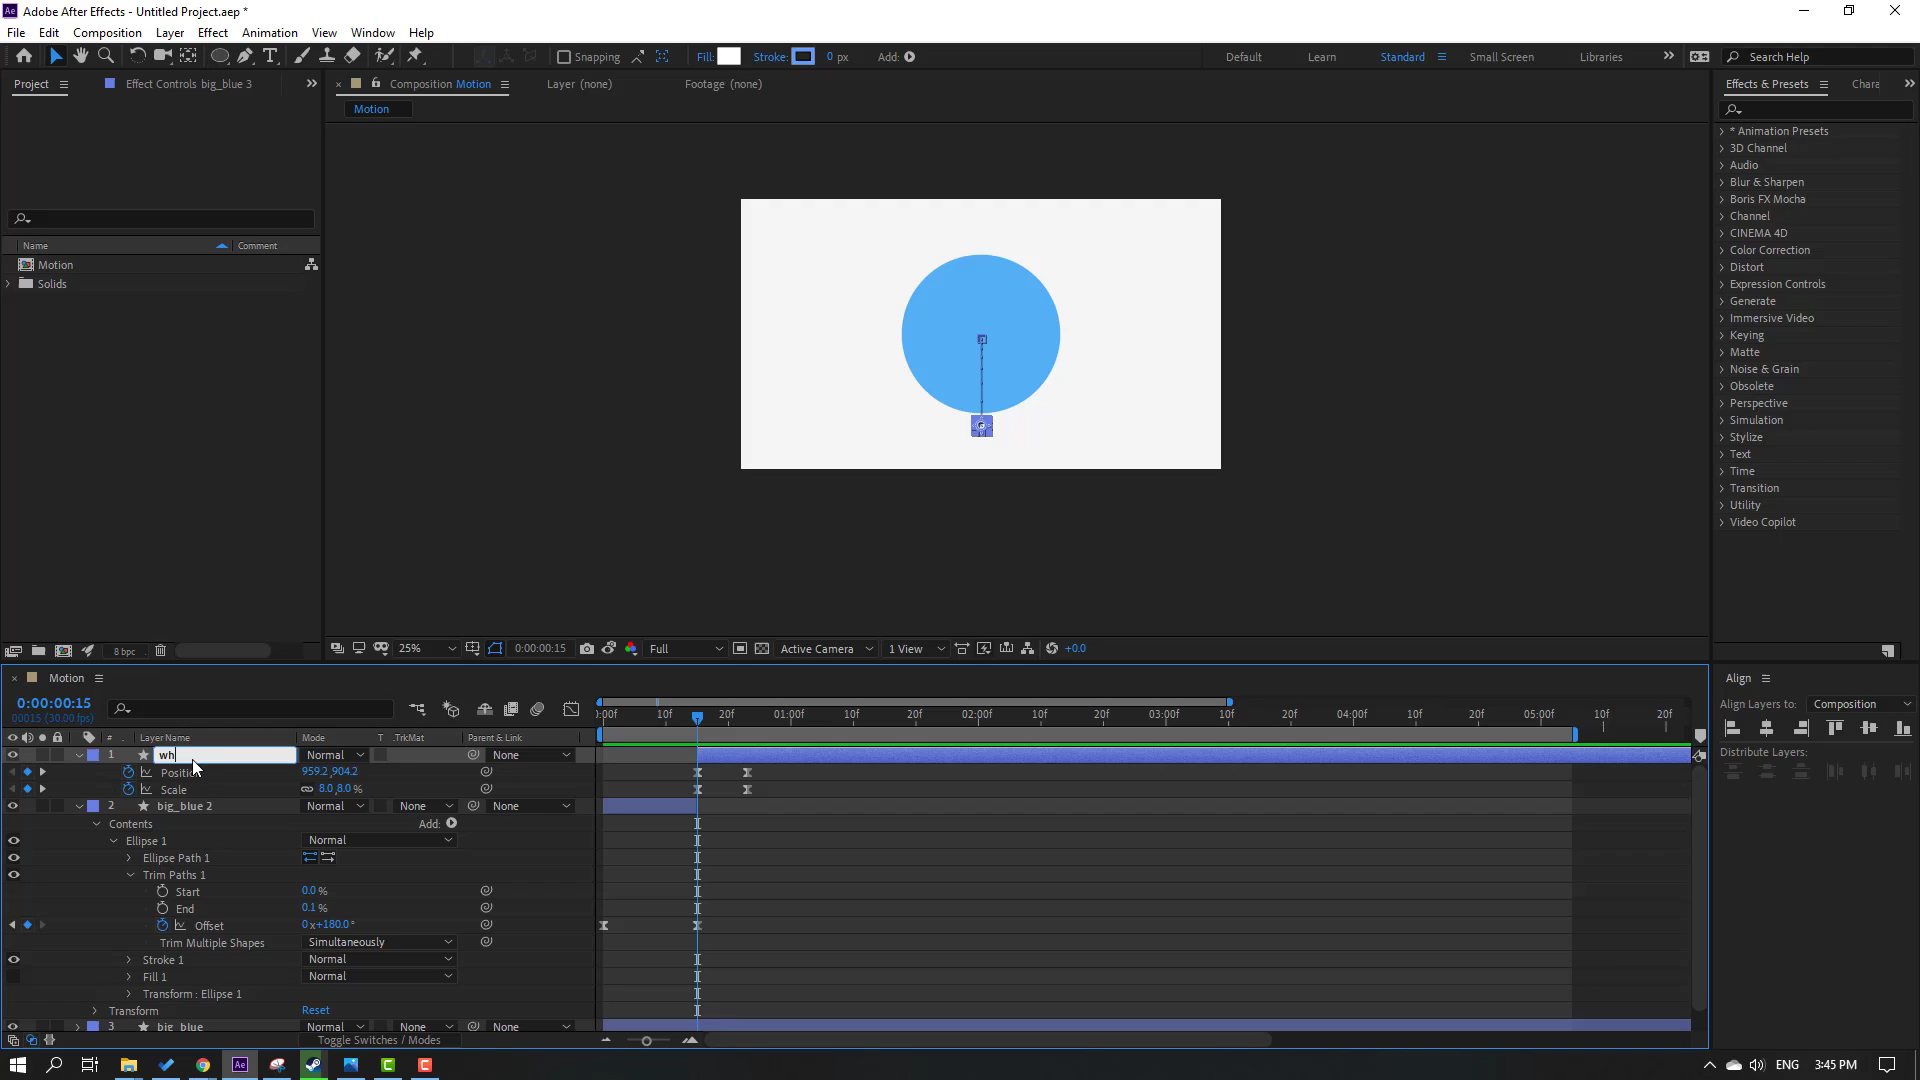 Adobe After Effects - Untitled Project.aep *
File Edit Composition Layer Effect Animation View Window Help
Snapping Fill: Stroke: 0 px Add: Default Learn Standard Small Screen Libraries Search Help
Project Effect Controls big_blue 3 Composition Motion Layer (none) Footage (none) Effects & Presets Chara
Motion
Name Comment
Motion
Solids
* Animation Presets
3D Channel
Audio
Blur & Sharpen
Boris FX Mocha
Channel
CINEMA 4D
Color Correction
Distort
Expression Controls
Generate
Immersive Video
Keying
Matte
Noise & Grain
Obsolete
Perspective
Simulation
Stylize
Text
Time
Transition
Utility
Video Copilot
8 bpc 25% 0:00:00:15 Full Active Camera 1 View +0.0
Motion
0:00:00:15
00015 (30.00 fps)
:00f 10f 20f 01:00f 10f 20f 02:00f 10f 20f 03:00f 10f 20f 04:00f 10f 20f 05:00f 10f 20f
# Layer Name Mode T .TrkMat Parent & Link
1 wh Normal None
Position 959.2,904.2
Scale 8.0,8.0 %
2 big_blue 2 Normal None None
Contents Add:
Ellipse 1 Normal
Ellipse Path 1
Trim Paths 1
Start 0.0 %
End 0.1 %
Offset 0x+180.0°
Trim Multiple Shapes Simultaneously
Stroke 1 Normal
Fill 1 Normal
Transform : Ellipse 1
Transform Reset
3 big_blue Normal None None
Toggle Switches / Modes
Align
Align Layers to: Composition
Distribute Layers:
ENG 3:45 PM